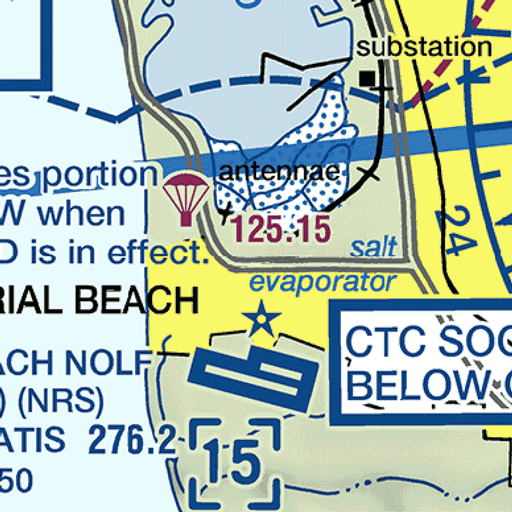 substation
es portion
antennae
W when
125.15
24
D is in effect.
salt
evaporator
RIAL BEACH
CTC SOC
BELOW
ACH NOLF
) (NRS)
ATIS 276.2
15
50